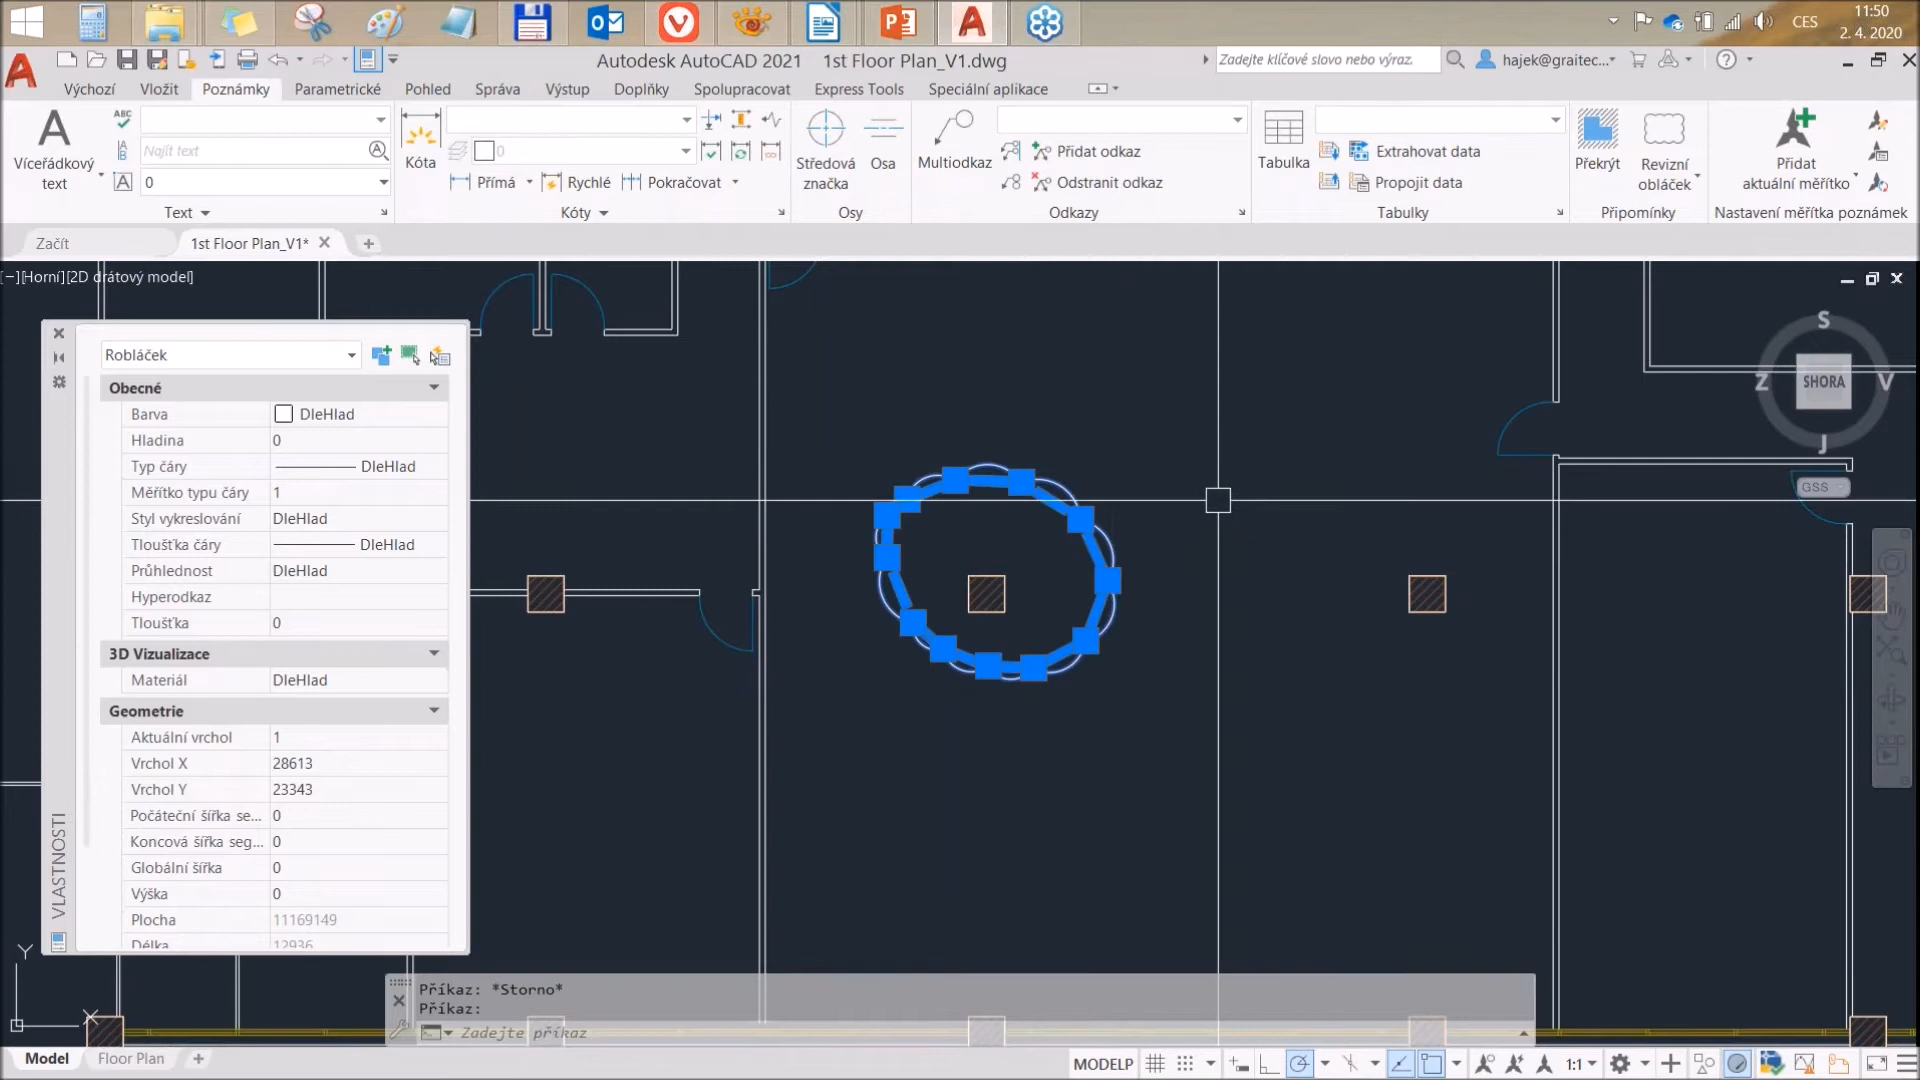 11:50
CES
2. 4. 2020
Autodesk AutoCAD 2021 1st Floor Plan_V1.dwg
Zadejte klíčové slovo nebo výraz.
hajek@graitec...
Výchozí Vložit Poznámky Parametrické Pohled Správa Výstup Doplňky Spolupracovat Express Tools Speciální aplikace
ABC
Najít text
0
0
Víceřádkový
text
Kóta
Přímá Rychlé Pokračovat
Středová
značka
Osa
Multiodkaz
Přidat odkaz
Odstranit odkaz
Tabulka
Extrahovat data
Propojit data
Překrýt
Revizní
obláček
Přidat
aktuální měřítko
Text Kóty Osy Odkazy Tabulky Připomínky Nastavení měřítka poznámek
Začít 1st Floor Plan_V1*
[−][Horní][2D drátový model]
S
Z SHORA V
J
GSS
Robláček
Obecné
Barva DleHlad
Hladina 0
Typ čáry DleHlad
Měřítko typu čáry 1
Styl vykreslování DleHlad
Tloušťka čáry DleHlad
Průhlednost DleHlad
Hyperodkaz
Tloušťka 0
3D Vizualizace
Materiál DleHlad
Geometrie
Aktuální vrchol 1
Vrchol X 28613
Vrchol Y 23343
Počáteční šířka se... 0
Koncová šířka seg... 0
Globální šířka 0
Výška 0
Plocha 11169149
Délka 12936
VLASTNOSTI
Y
X
Příkaz: *Storno*
Příkaz:
Zadejte příkaz
Model Floor Plan
MODELP
1:1